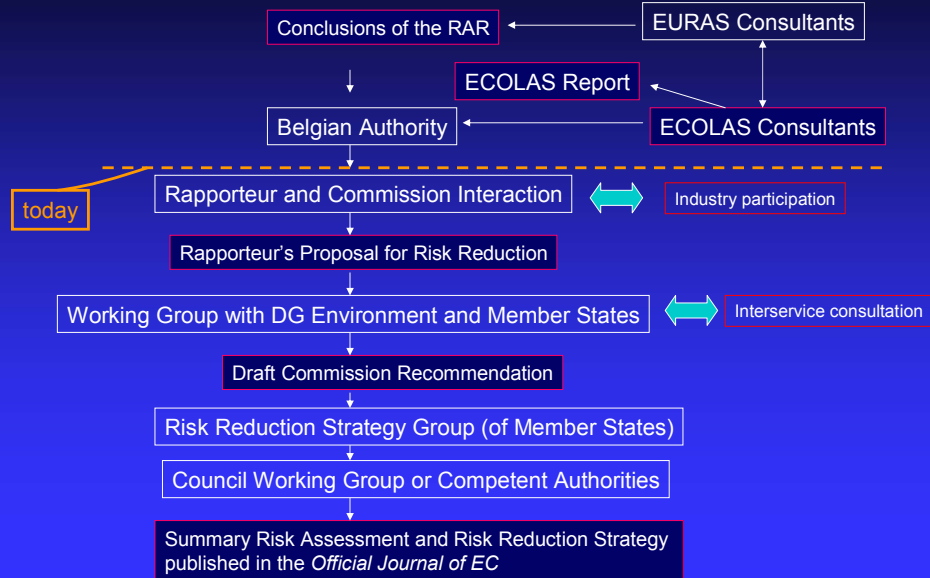 Conclusions of the RAR
EURAS Consultants
ECOLAS Report
Belgian Authority
ECOLAS Consultants
today
Rapporteur and Commission Interaction
Industry participation
Rapporteur's Proposal for Risk Reduction
Working Group with DG Environment and Member States
Interservice consultation
Draft Commission Recommendation
Risk Reduction Strategy Group (of Member States)
Council Working Group or Competent Authorities
Summary Risk Assessment and Risk Reduction Strategy
published in the Official Journal of EC